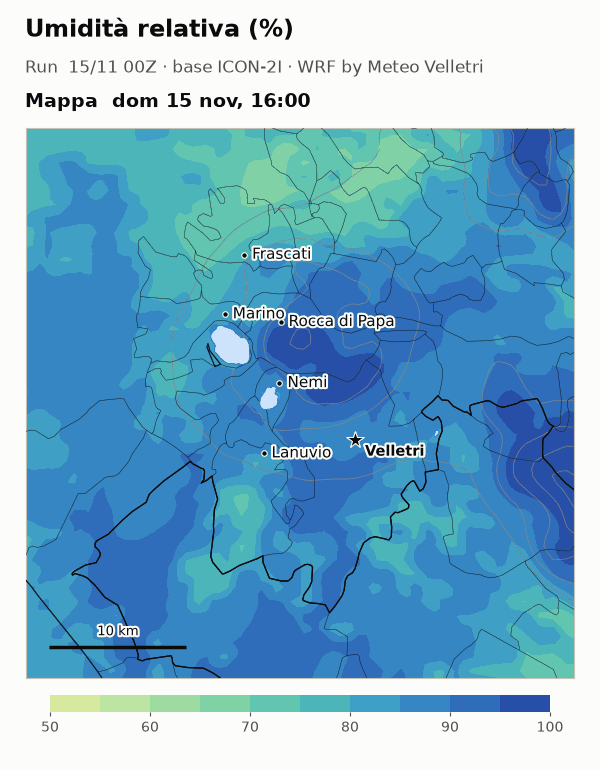 Umidità relativa (%)
Run 15/11 00Z · base ICON-2I · WRF by Meteo Velletri
Mappa dom 15 nov, 16:00
Frascati
Marino
Rocca di Papa
Nemi
Velletri
Lanuvio
10 km
50 60 70 80 90 100